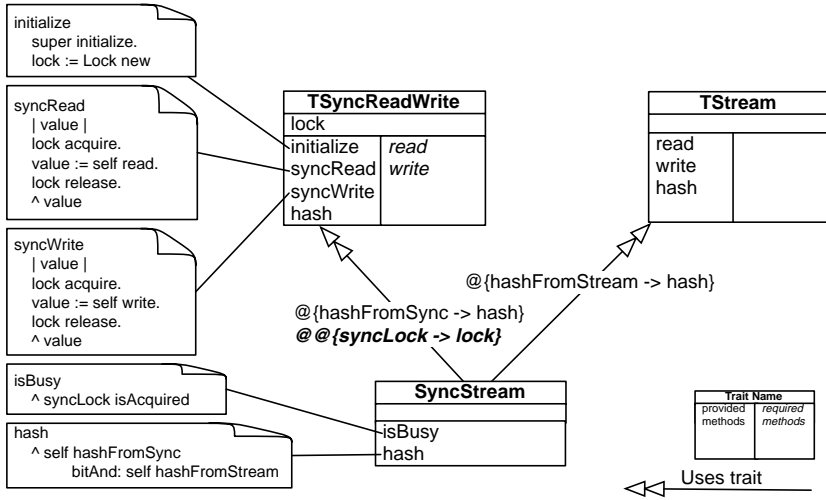 initialize
super initialize.
lock := Lock new
syncRead
| value |
lock acquire.
value := self read.
lock release.
^ value
syncWrite
| value |
lock acquire.
value := self write.
lock release.
^ value
isBusy
^ syncLock isAcquired
hash
^ self hashFromSync
bitAnd: self hashFromStream
TSyncReadWrite
lock
initialize read
syncRead write
syncWrite
hash
TStream
read
write
hash
@{hashFromStream -> hash}
@{hashFromSync -> hash}
@@{syncLock -> lock}
SyncStream
isBusy
hash
Trait Name
provided required
methods methods
Uses trait